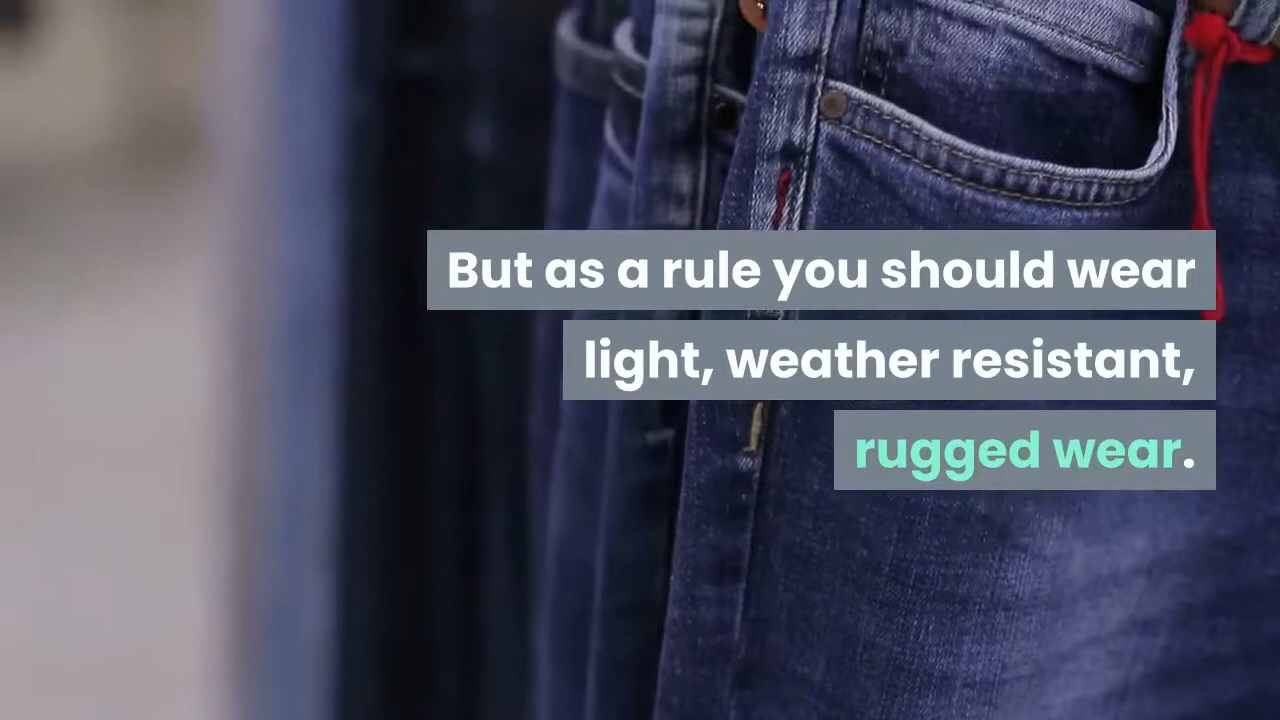 But as a rule you should wear
light, weather resistant,
rugged wear.